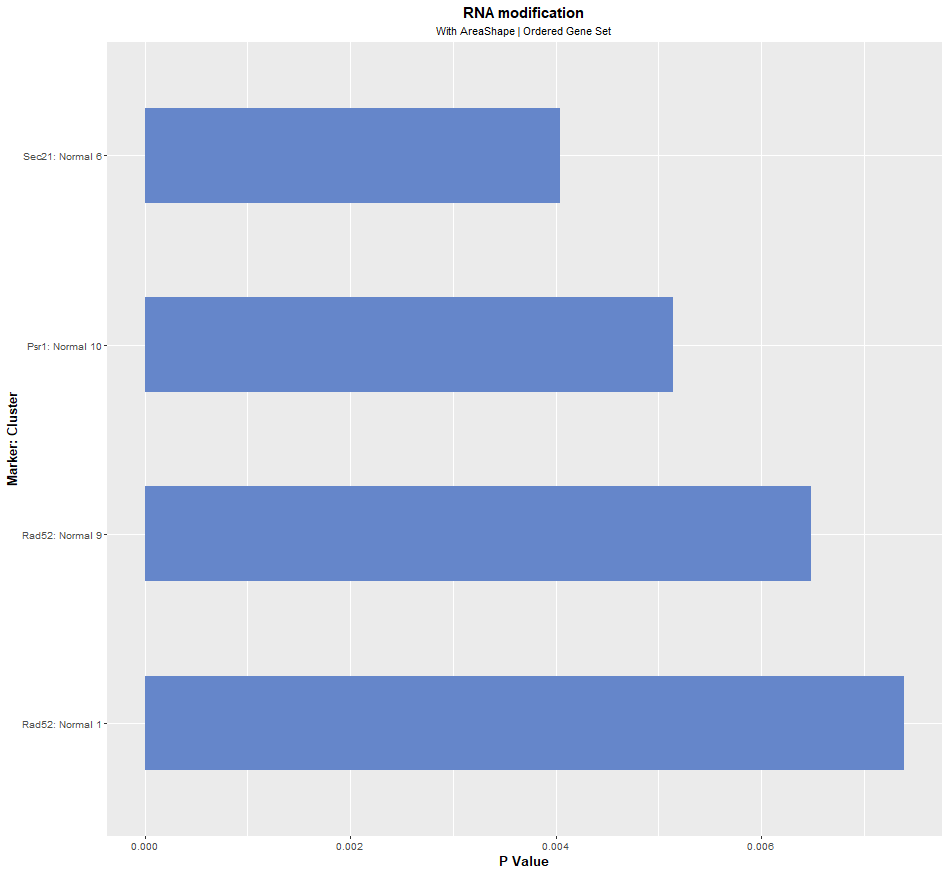 RNA modification
With AreaShape | Ordered Gene Set
Marker: Cluster
Sec21: Normal 6
Psr1: Normal 10
Rad52: Normal 9
Rad52: Normal 1
0.000 0.002 0.004 0.006
P Value